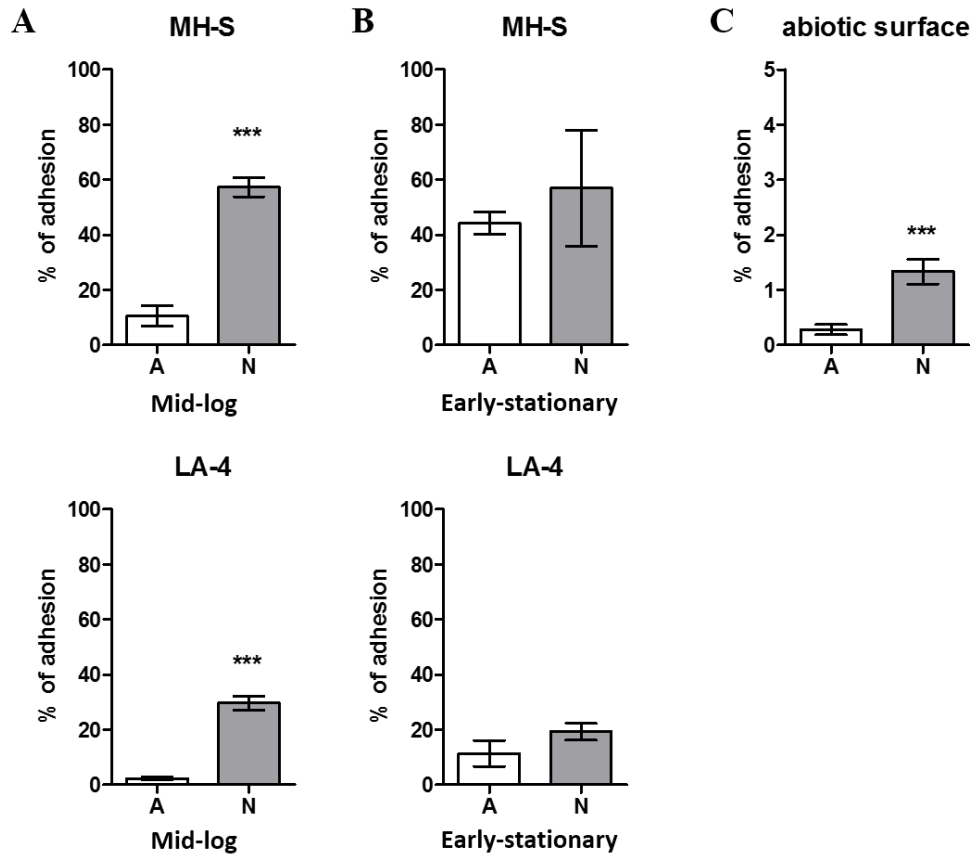 A
MH-S
% of adhesion
100
80
60
40
20
0
***
A N
Mid-log
B
MH-S
% of adhesion
100
80
60
40
20
0
A N
Early-stationary
C
abiotic surface
% of adhesion
5
4
3
2
1
0
***
A N
LA-4
% of adhesion
100
80
60
40
20
0
***
A N
Mid-log
LA-4
% of adhesion
100
80
60
40
20
0
A N
Early-stationary